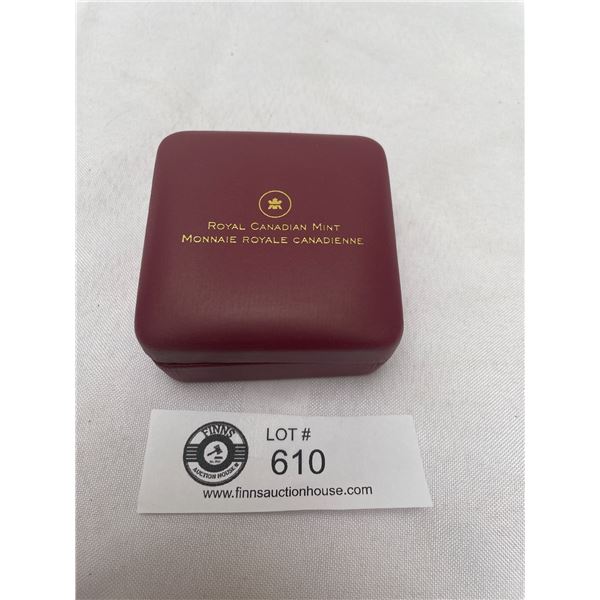 ROYAL CANADIAN MINT
MONNAIE ROYALE CANADIENNE
FINNS
AUCTION HOUSE
LOT #
610
www.finnsauctionhouse.com